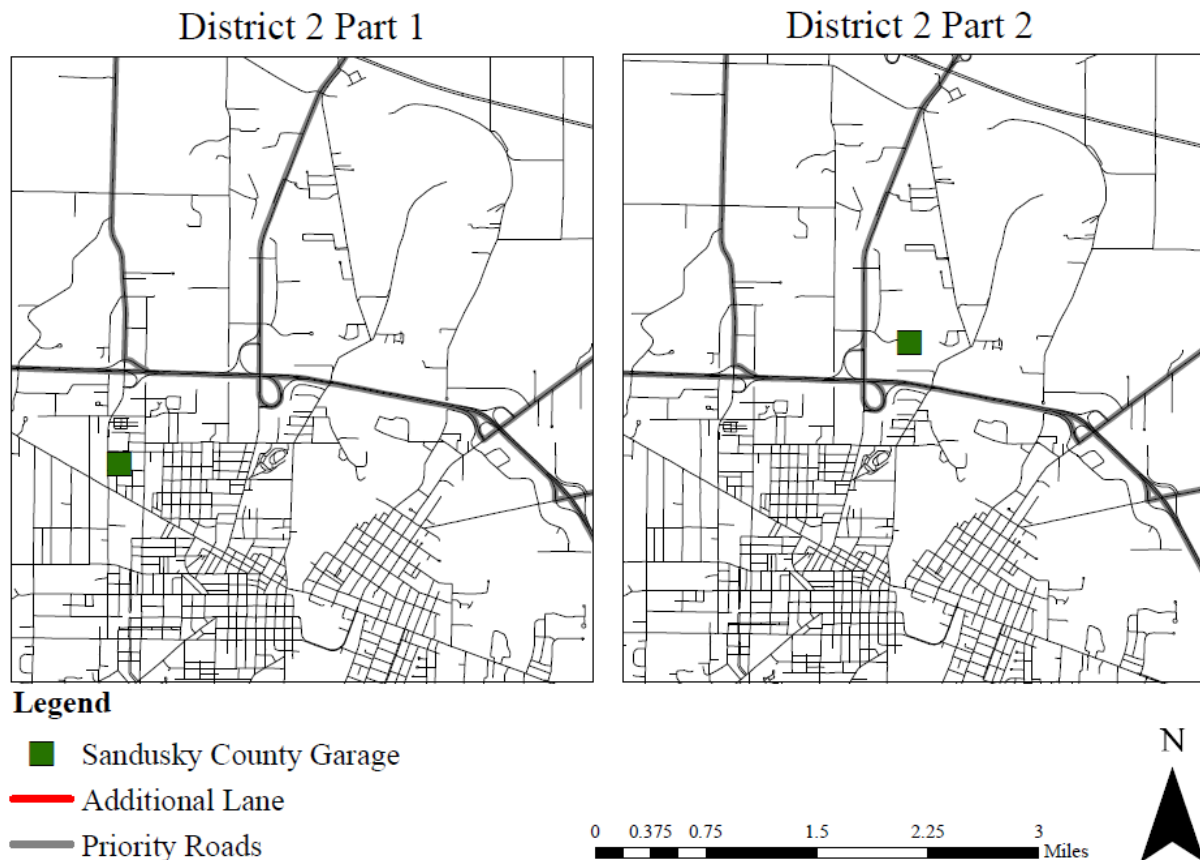 District 2 Part 1
District 2 Part 2
Legend
Sandusky County Garage
Additional Lane
Priority Roads
0 0.375 0.75 1.5 2.25 3
Miles
N